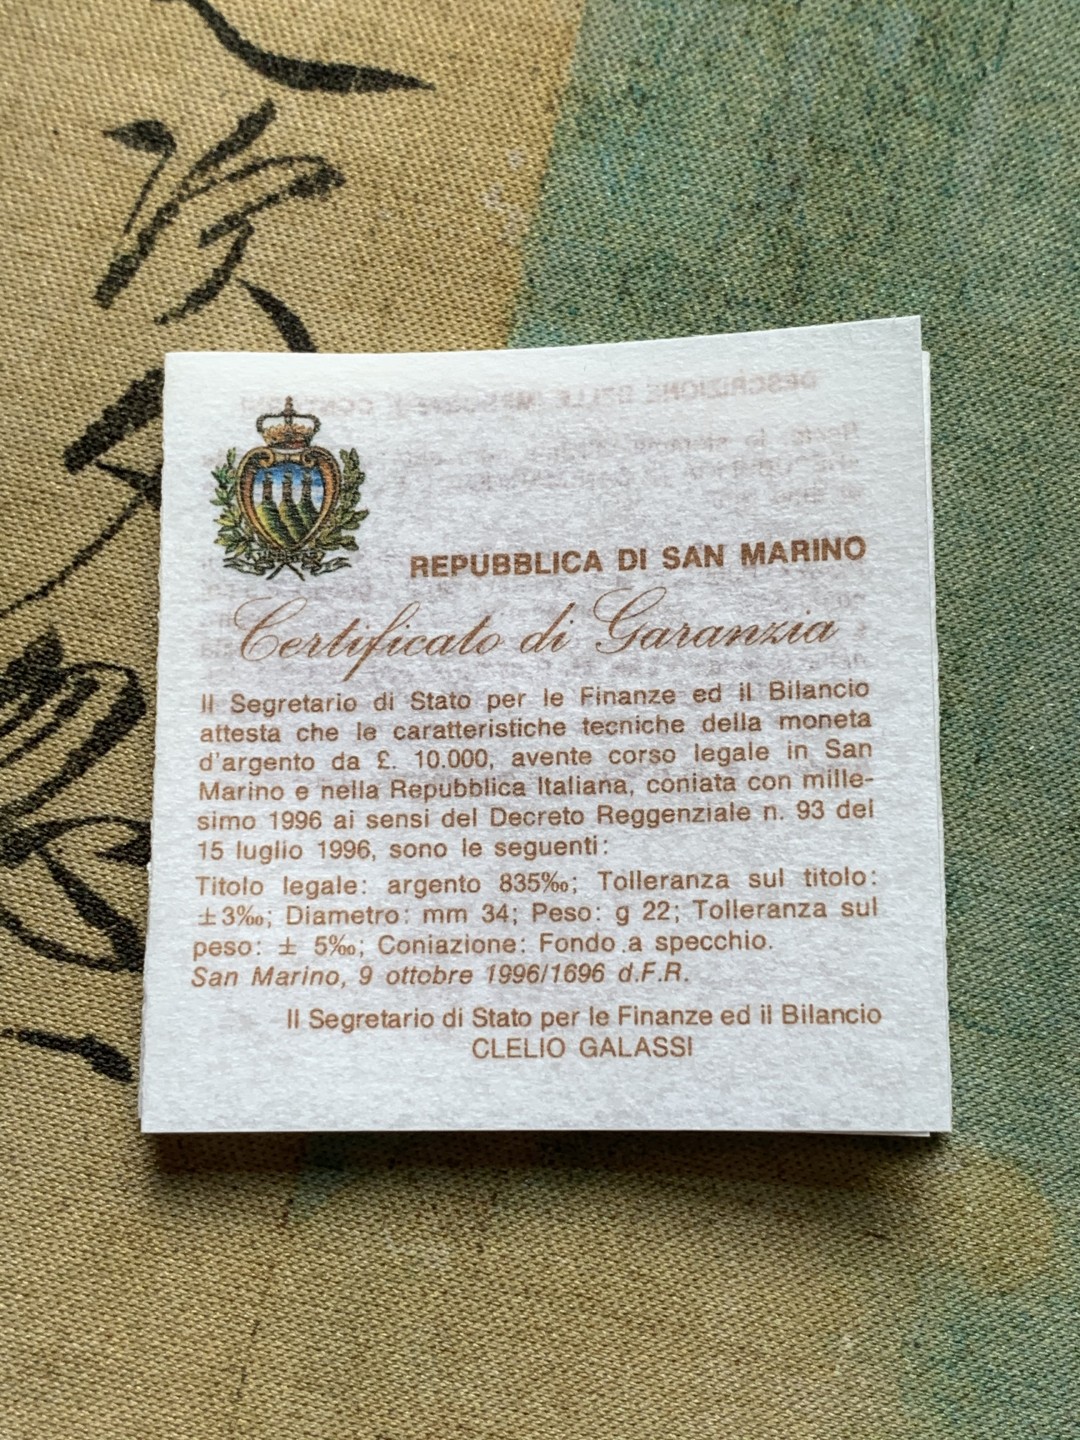 REPUBBLICA DI SAN MARINO
Certificato di Garanzia
Il Segretario di Stato per le Finanze ed il Bilancio
attesta che le caratteristiche tecniche della moneta
d'argento da £. 10.000, avente corso legale in San
Marino e nella Repubblica Italiana, coniata con mille-
simo 1996 ai sensi del Decreto Reggenziale n. 93 del
15 luglio 1996, sono le seguenti:
Titolo legale: argento 835‰; Tolleranza sul titolo:
±3‰; Diametro: mm 34; Peso: g 22; Tolleranza sul
peso: ± 5‰; Coniazione: Fondo a specchio.
San Marino, 9 ottobre 1996/1696 d.F.R.
Il Segretario di Stato per le Finanze ed il Bilancio
CLELIO GALASSI